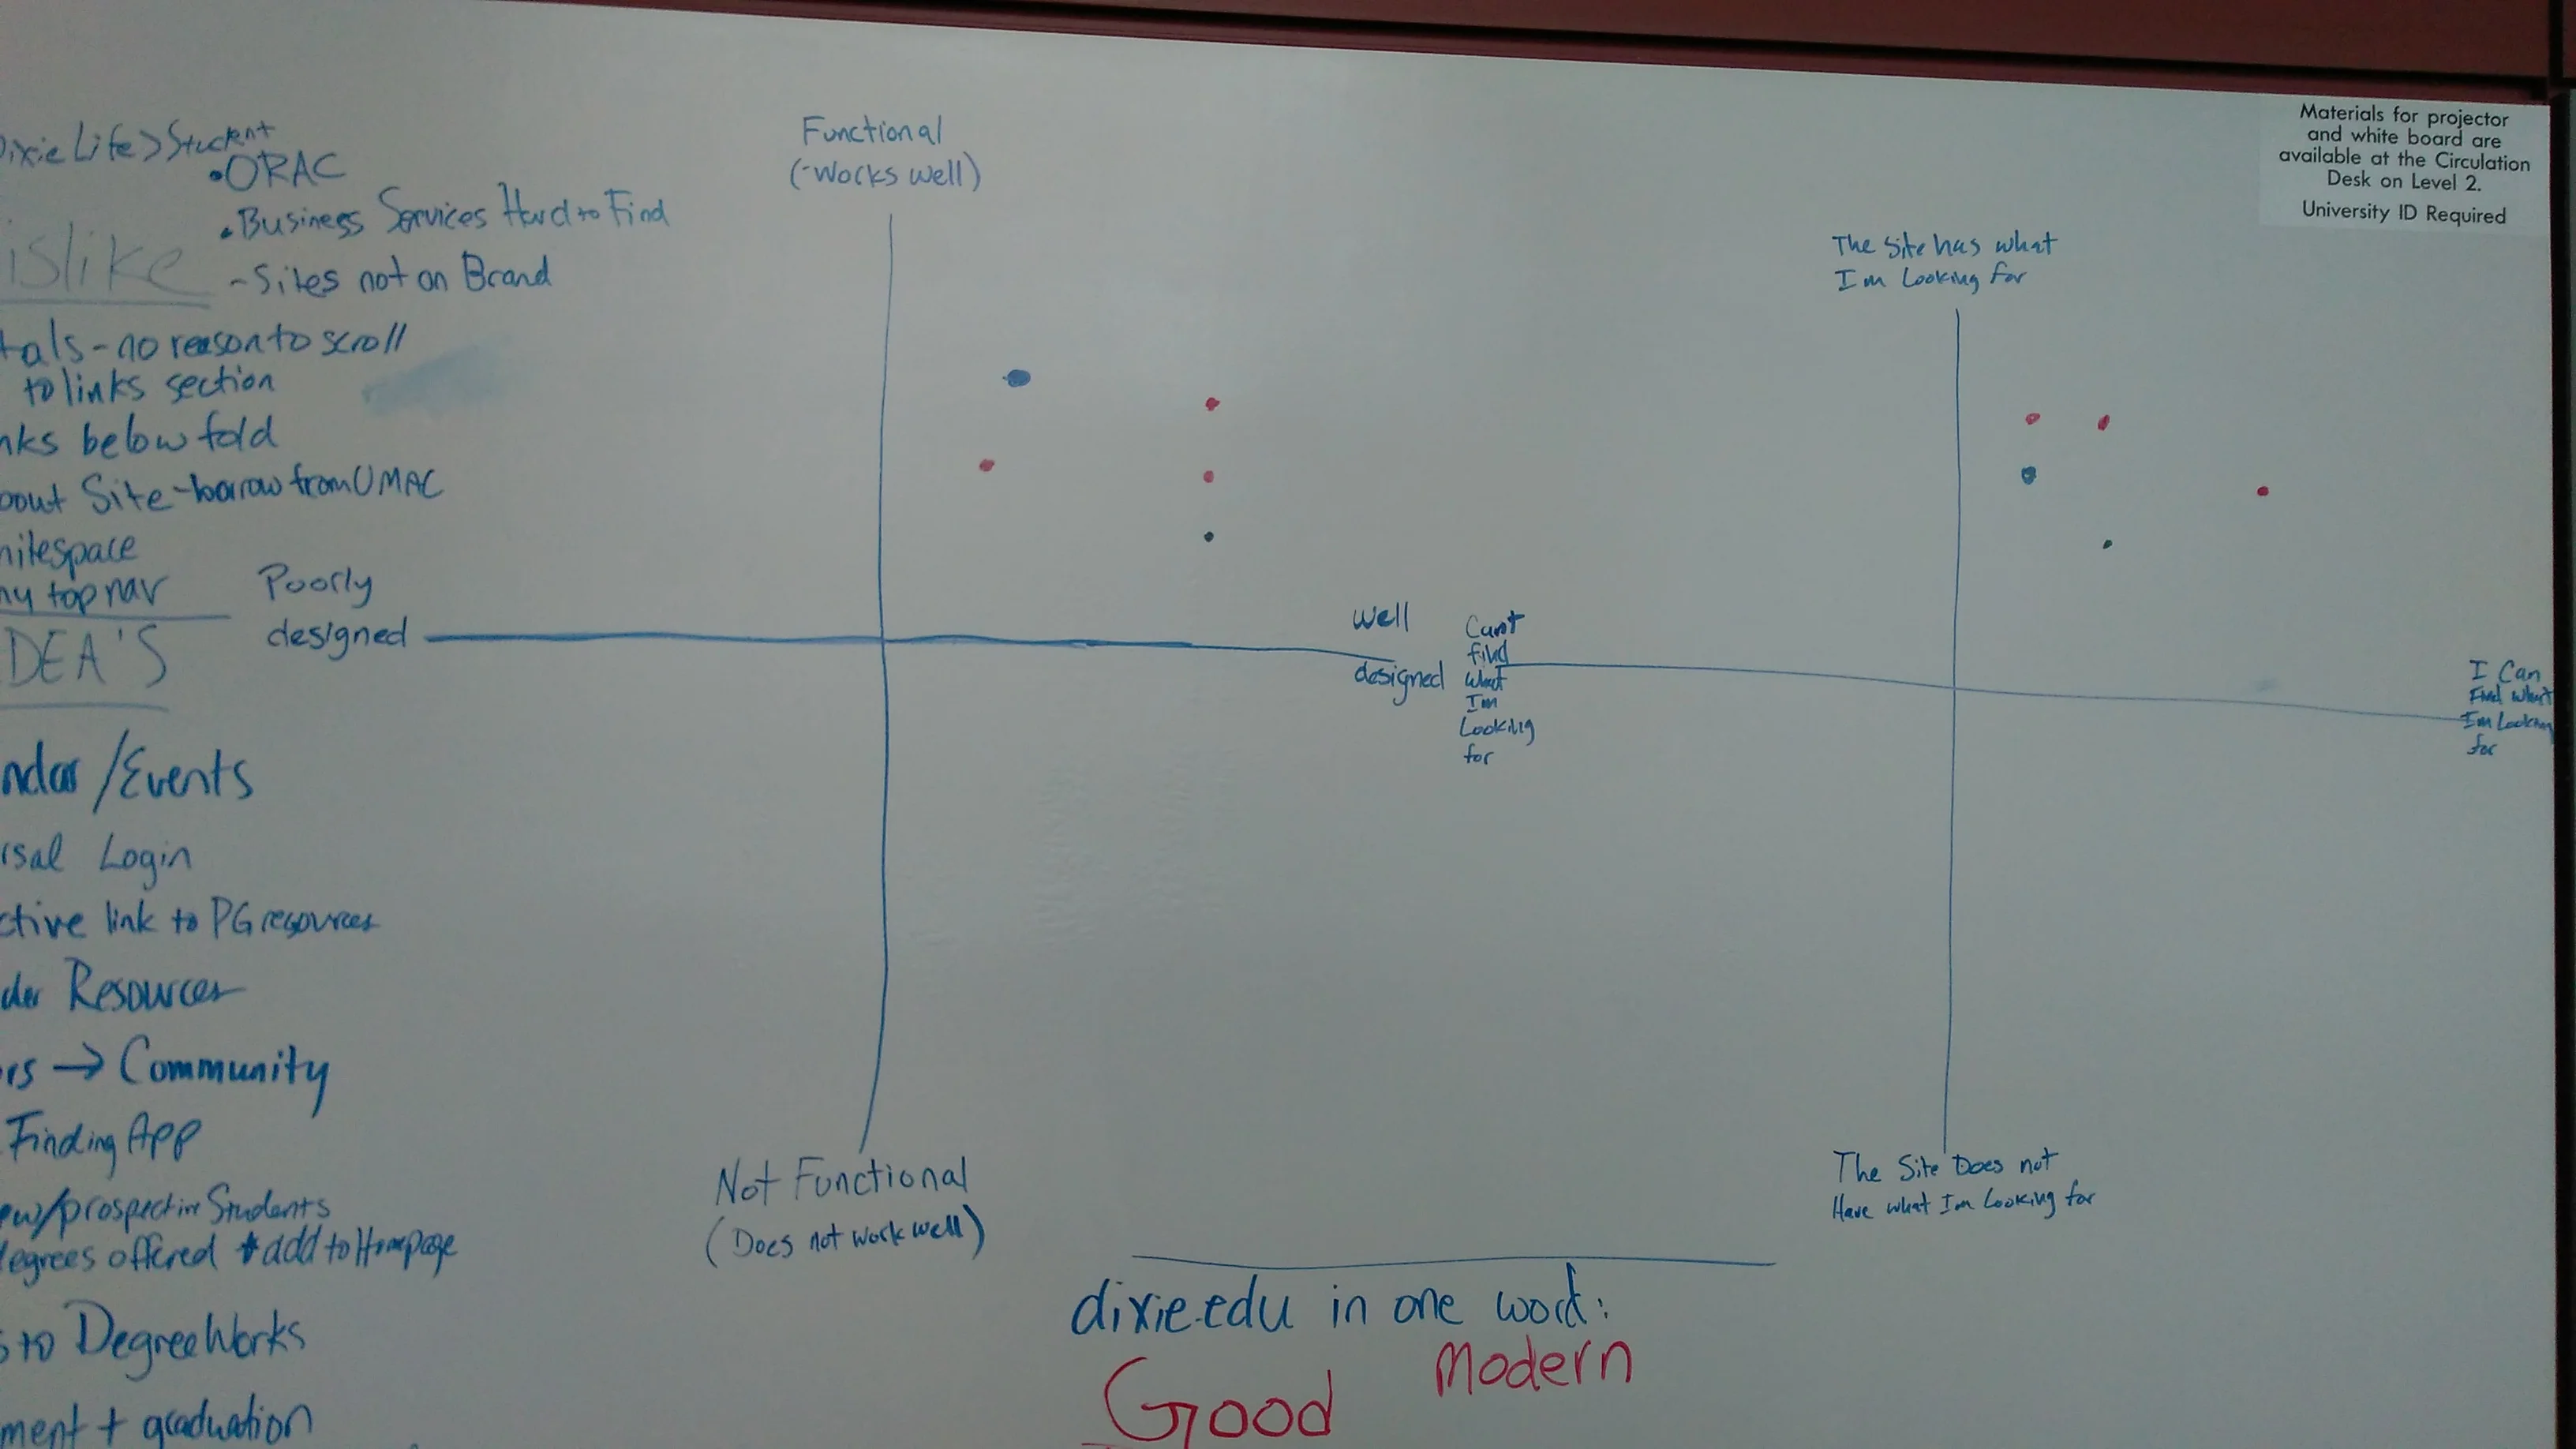 Dixie Life > Student
•ORAC
•Business Services Hard to Find
islike
-Sites not on Brand
tals - no reason to scroll
to links section
nks below fold
bout Site - borrow from UMAC
hitespace
ny top nav
DEA'S
ndar /Events
rsal Login
ctive link to PG resources
der Resources
rs → Community
Finding App
ew/prospective Students
degrees offered * add to Homepage
to DegreeWorks
ment + graduation
Functional
(-Works well)
Poorly
designed
well
designed
Not Functional
(Does not work well)
The Site has what
I'm Looking for
Cant
find
what
I'm
Looking
for
I Can
Find what
I'm Looking
for
The Site Does not
Have what I'm Looking for
dixie.edu in one word:
Good
Modern
Materials for projector
and white board are
available at the Circulation
Desk on Level 2.
University ID Required